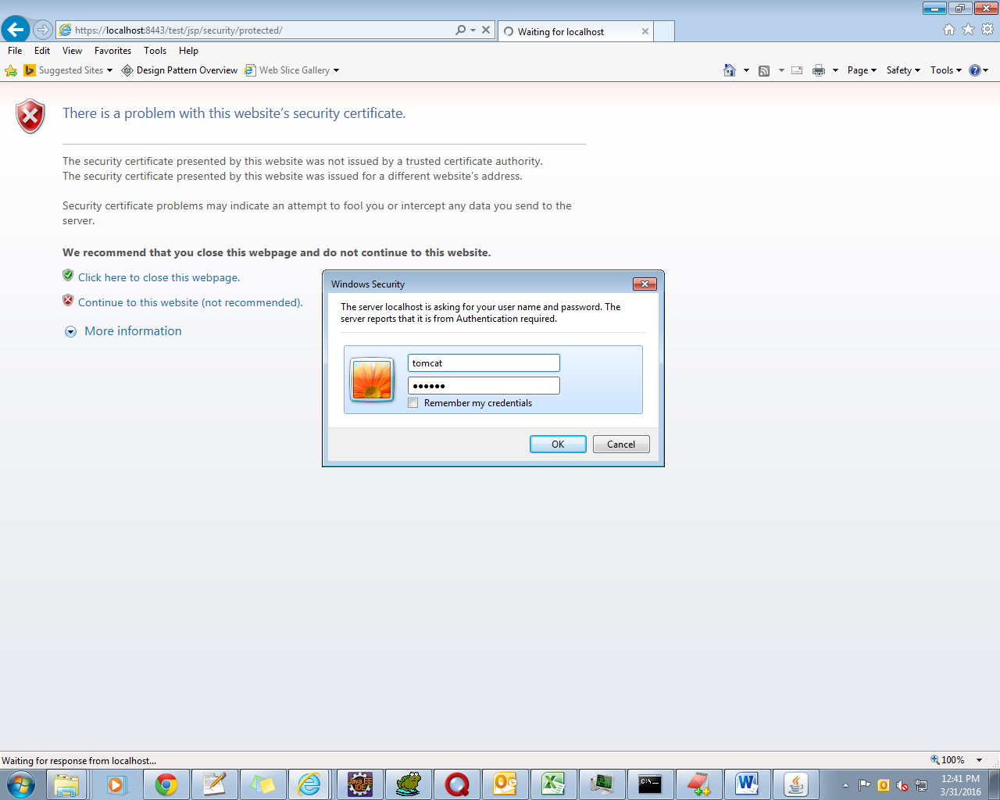 https://localhost:8443/test/jsp/security/protected/
Waiting for localhost
File Edit View Favorites Tools Help
Suggested Sites Design Pattern Overview Web Slice Gallery
Page Safety Tools
There is a problem with this website's security certificate.
The security certificate presented by this website was not issued by a trusted certificate authority.
The security certificate presented by this website was issued for a different website's address.
Security certificate problems may indicate an attempt to fool you or intercept any data you send to the
server.
We recommend that you close this webpage and do not continue to this website.
Click here to close this webpage.
Continue to this website (not recommended).
More information
Windows Security
The server localhost is asking for your user name and password. The
server reports that it is from Authentication required.
tomcat
●●●●●●
Remember my credentials
OK Cancel
Waiting for response from localhost...
100%
Java EE
IDE
C:\-
12:41 PM
3/31/2016